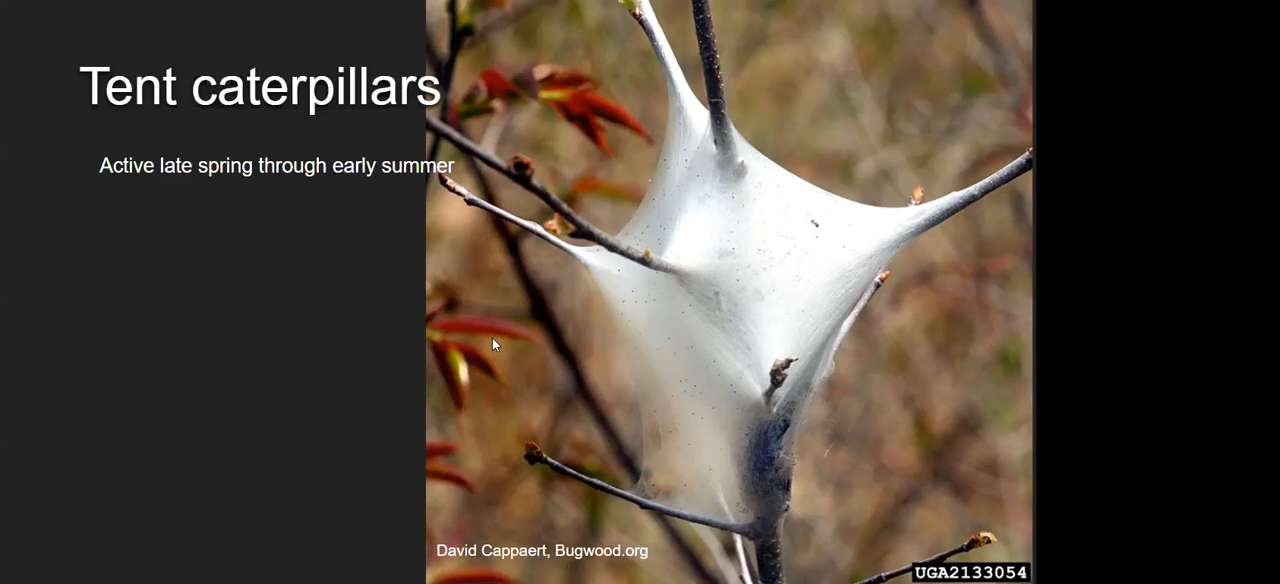 Tent caterpillars
Active late spring through early summer
David Cappaert, Bugwood.org
UGA2133054